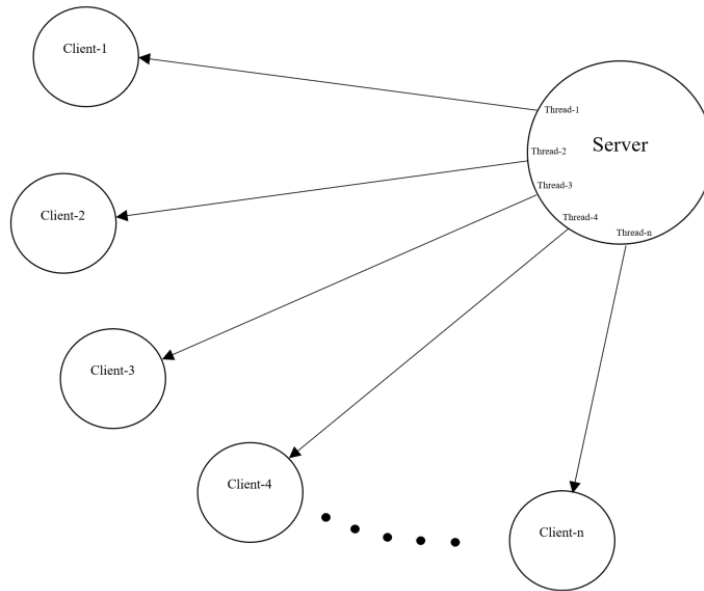 Client-1
Thread-1
Server
Thread-2
Thread-3
Client-2
Thread-4
Thread-n
Client-3
Client-4
Client-n